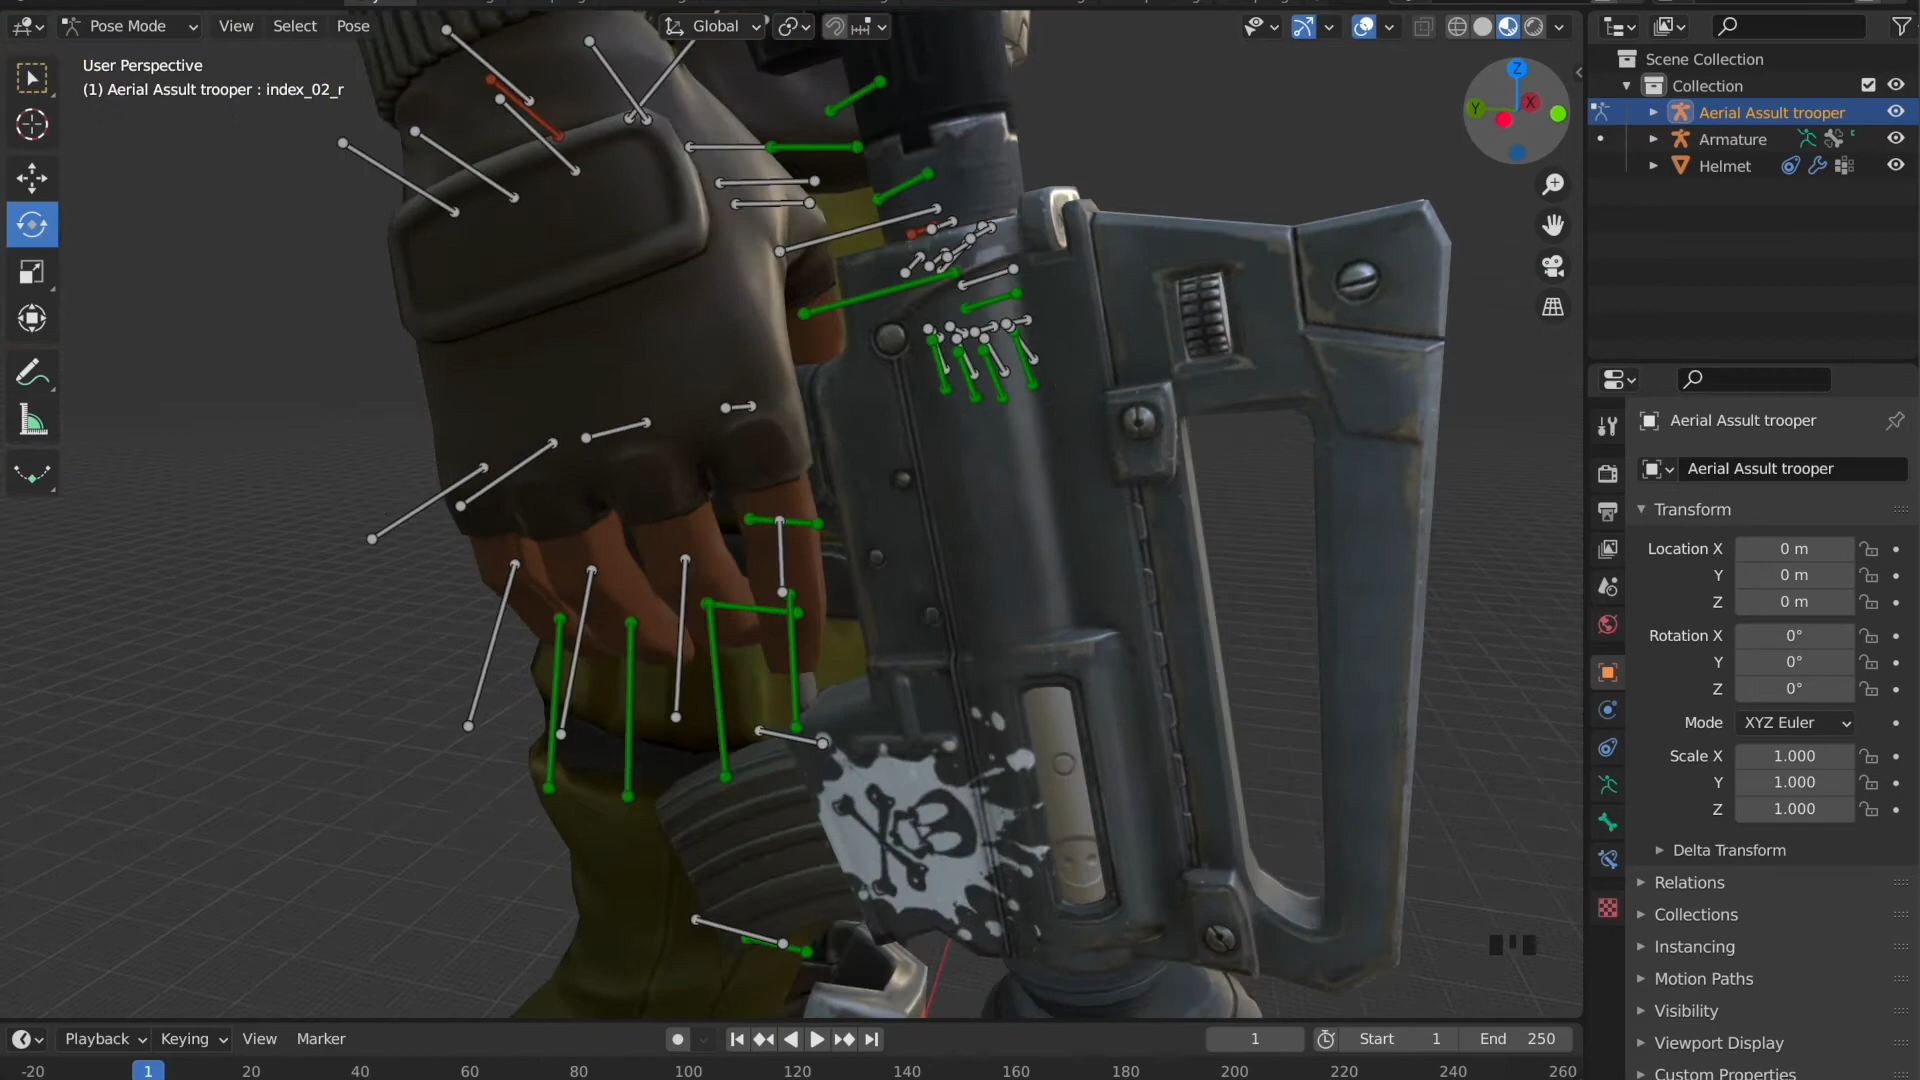 Pose Mode View Select Pose Global
User Perspective
(1) Aerial Assult trooper : index_02_r
Z
Y
X
Scene Collection
Collection
Aerial Assult trooper
Armature
Helmet
Aerial Assult trooper
Aerial Assult trooper
Transform
Location X 0 m
Y 0 m
Z 0 m
Rotation X 0°
Y 0°
Z 0°
Mode XYZ Euler
Scale X 1.000
Y 1.000
Z 1.000
Delta Transform
Relations
Collections
Instancing
Motion Paths
Visibility
Viewport Display
Custom Properties
Playback Keying View Marker 1 Start 1 End 250
-20 1 20 40 60 80 100 120 140 160 180 200 220 240 260